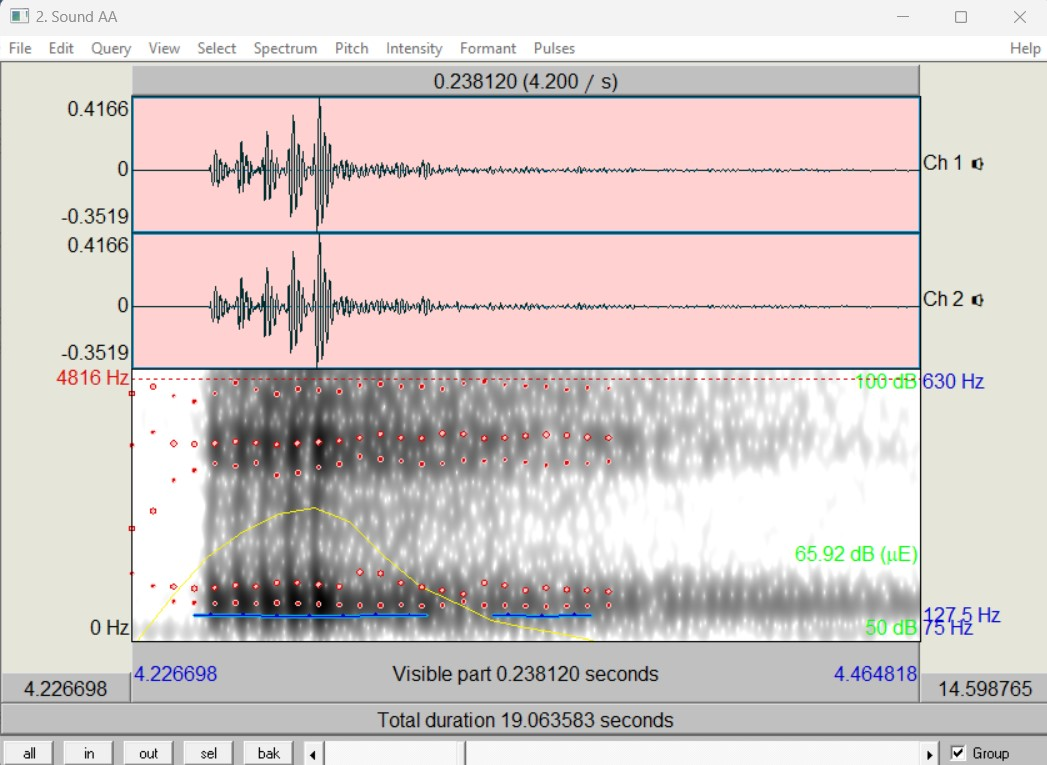 2. Sound AA
File Edit Query View Select Spectrum Pitch Intensity Formant Pulses Help
0.238120 (4.200 / s)
0.4166
0
-0.3519
Ch 1
0.4166
0
-0.3519
Ch 2
4816 Hz
100 dB
630 Hz
65.92 dB (µE)
127.5 Hz
0 Hz
50 dB
75 Hz
4.226698
Visible part 0.238120 seconds
4.464818
4.226698
14.598765
Total duration 19.063583 seconds
all in out sel bak Group